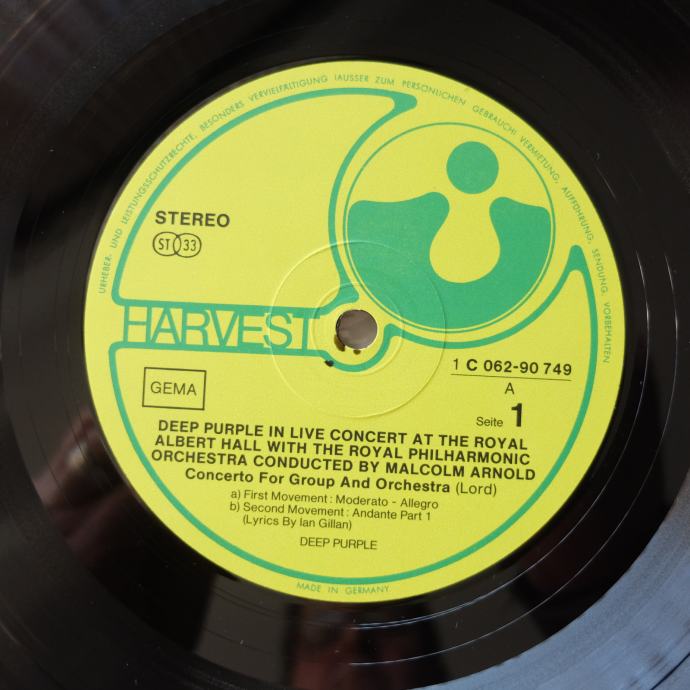 URHEBER- UND LEISTUNGSSCHUTZRECHTE, BESONDERS VERVIELFÄLTIGUNG (AUSSER ZUM PERSÖNLICHEN GEBRAUCH) VERMIETUNG, AUFFÜHRUNG, SENDUNG, VORBEHALTEN
STEREO
ST 33
HARVEST
1 C 062-90 749
GEMA
A
Seite 1
DEEP PURPLE IN LIVE CONCERT AT THE ROYAL
ALBERT HALL WITH THE ROYAL PHILHARMONIC
ORCHESTRA CONDUCTED BY MALCOLM ARNOLD
Concerto For Group And Orchestra (Lord)
a) First Movement: Moderato - Allegro
b) Second Movement: Andante Part 1
(Lyrics By Ian Gillan)
DEEP PURPLE
MADE IN GERMANY